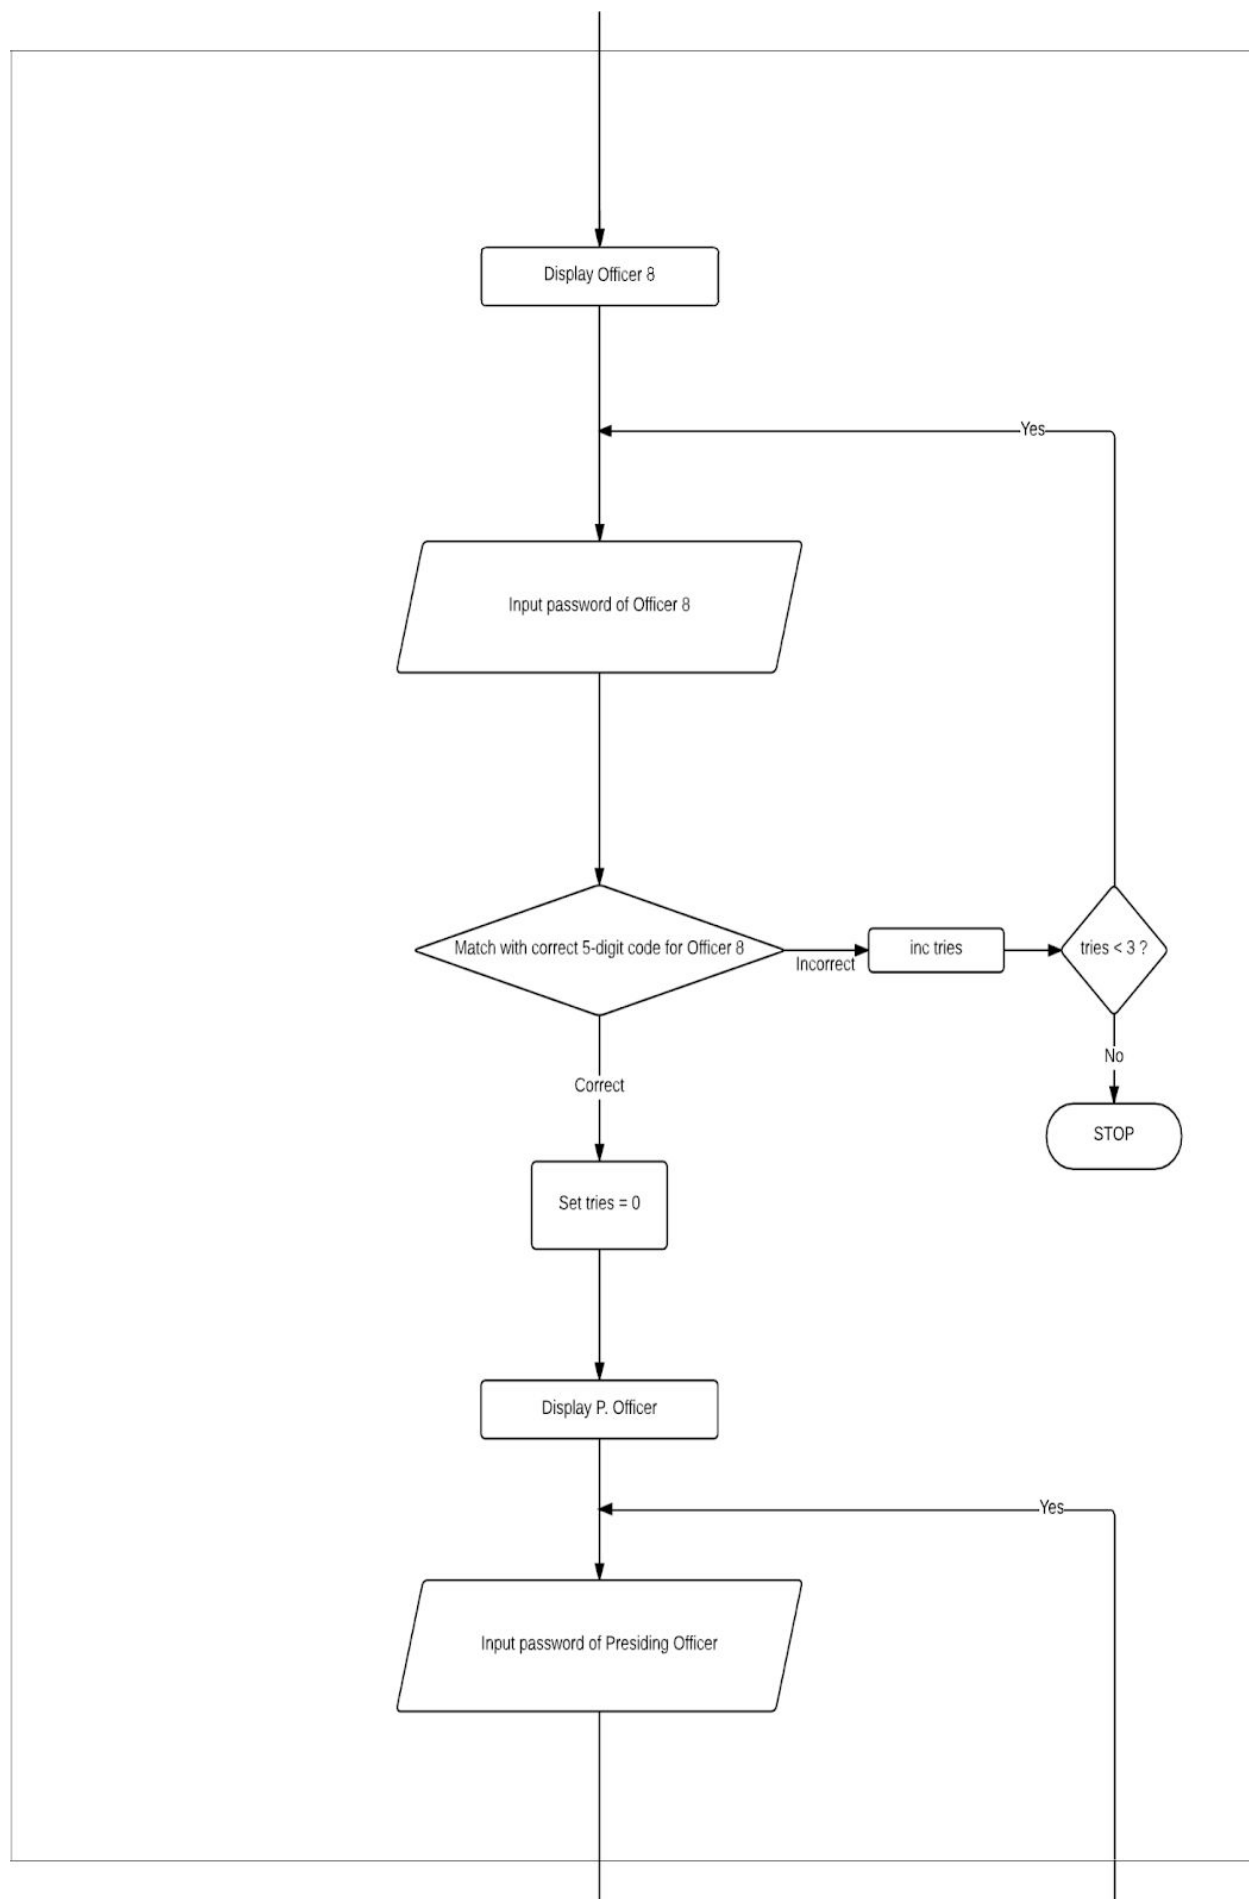 Display Officer 8
Yes
Input password of Officer 8
Match with correct 5-digit code for Officer 8
Incorrect
inc tries
tries < 3 ?
No
Correct
STOP
Set tries = 0
Display P. Officer
Yes
Input password of Presiding Officer